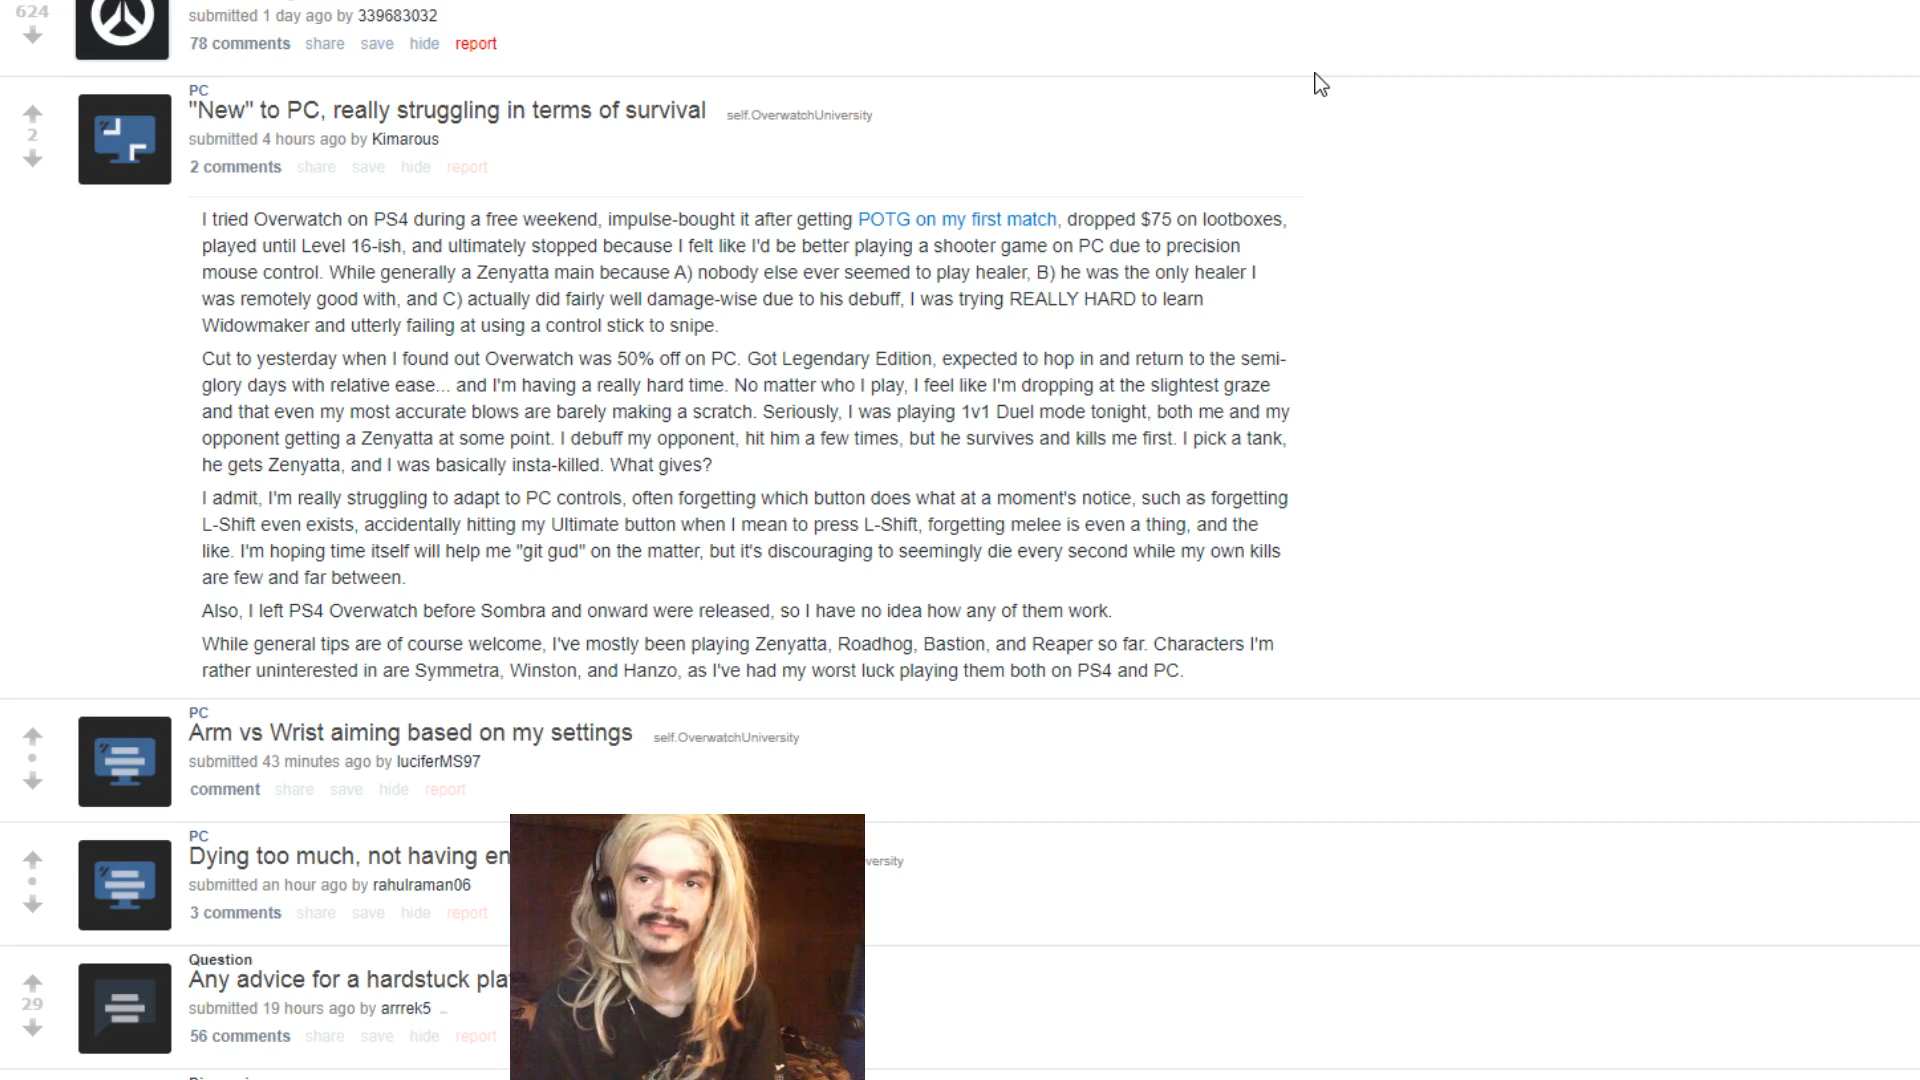 624
submitted 1 day ago by 339683032
78 comments share save hide report
PC
"New" to PC, really struggling in terms of survival self.OverwatchUniversity
2
submitted 4 hours ago by Kimarous
2 comments share save hide report
I tried Overwatch on PS4 during a free weekend, impulse-bought it after getting POTG on my first match, dropped $75 on lootboxes,
played until Level 16-ish, and ultimately stopped because I felt like I'd be better playing a shooter game on PC due to precision
mouse control. While generally a Zenyatta main because A) nobody else ever seemed to play healer, B) he was the only healer I
was remotely good with, and C) actually did fairly well damage-wise due to his debuff, I was trying REALLY HARD to learn
Widowmaker and utterly failing at using a control stick to snipe.
Cut to yesterday when I found out Overwatch was 50% off on PC. Got Legendary Edition, expected to hop in and return to the semi-
glory days with relative ease... and I'm having a really hard time. No matter who I play, I feel like I'm dropping at the slightest graze
and that even my most accurate blows are barely making a scratch. Seriously, I was playing 1v1 Duel mode tonight, both me and my
opponent getting a Zenyatta at some point. I debuff my opponent, hit him a few times, but he survives and kills me first. I pick a tank,
he gets Zenyatta, and I was basically insta-killed. What gives?
I admit, I'm really struggling to adapt to PC controls, often forgetting which button does what at a moment's notice, such as forgetting
L-Shift even exists, accidentally hitting my Ultimate button when I mean to press L-Shift, forgetting melee is even a thing, and the
like. I'm hoping time itself will help me "git gud" on the matter, but it's discouraging to seemingly die every second while my own kills
are few and far between.
Also, I left PS4 Overwatch before Sombra and onward were released, so I have no idea how any of them work.
While general tips are of course welcome, I've mostly been playing Zenyatta, Roadhog, Bastion, and Reaper so far. Characters I'm
rather uninterested in are Symmetra, Winston, and Hanzo, as I've had my worst luck playing them both on PS4 and PC.
PC
Arm vs Wrist aiming based on my settings self.OverwatchUniversity
submitted 43 minutes ago by luciferMS97
comment share save hide report
PC
Dying too much, not having en versity
submitted an hour ago by rahulraman06
3 comments share save hide report
Question
Any advice for a hardstuck pla
29
submitted 19 hours ago by arrrek5
56 comments share save hide report